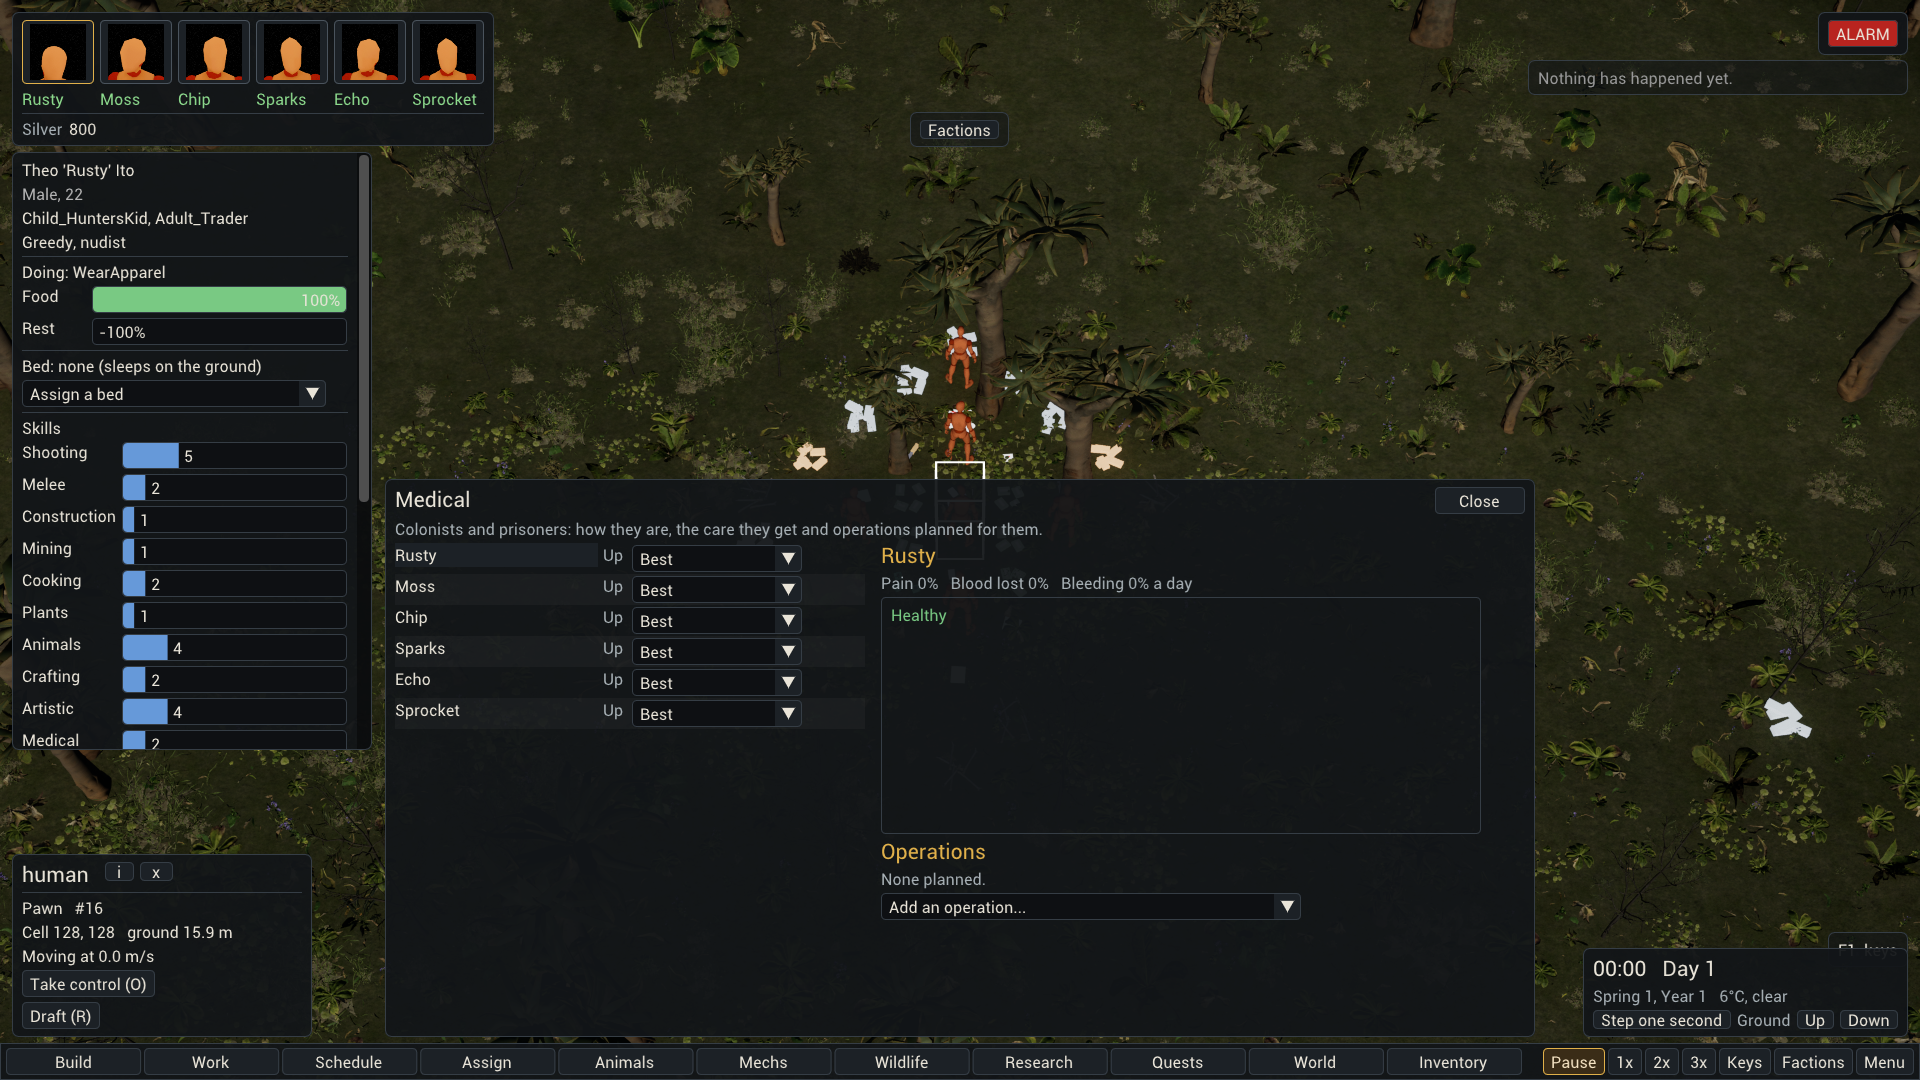 Rusty Moss Chip Sparks Echo Sprocket
Silver 800
ALARM
Nothing has happened yet.
Factions
Theo 'Rusty' Ito
Male, 22
Child_HuntersKid, Adult_Trader
Greedy, nudist
Doing: WearApparel
Food 100%
Rest -100%
Bed: none (sleeps on the ground)
Assign a bed
Skills
Shooting 5
Melee 2
Construction 1
Mining 1
Cooking 2
Plants 1
Animals 4
Crafting 2
Artistic 4
Medical 2
Medical
Close
Colonists and prisoners: how they are, the care they get and operations planned for them.
Rusty Up Best
Moss Up Best
Chip Up Best
Sparks Up Best
Echo Up Best
Sprocket Up Best
Rusty
Pain 0% Blood lost 0% Bleeding 0% a day
Healthy
Operations
None planned.
Add an operation...
human i x
Pawn #16
Cell 128, 128 ground 15.9 m
Moving at 0.0 m/s
Take control (O)
Draft (R)
F1 keys
00:00 Day 1
Spring 1, Year 1 6°C, clear
Step one second Ground Up Down
Build Work Schedule Assign Animals Mechs Wildlife Research Quests World Inventory Pause 1x 2x 3x Keys Factions Menu